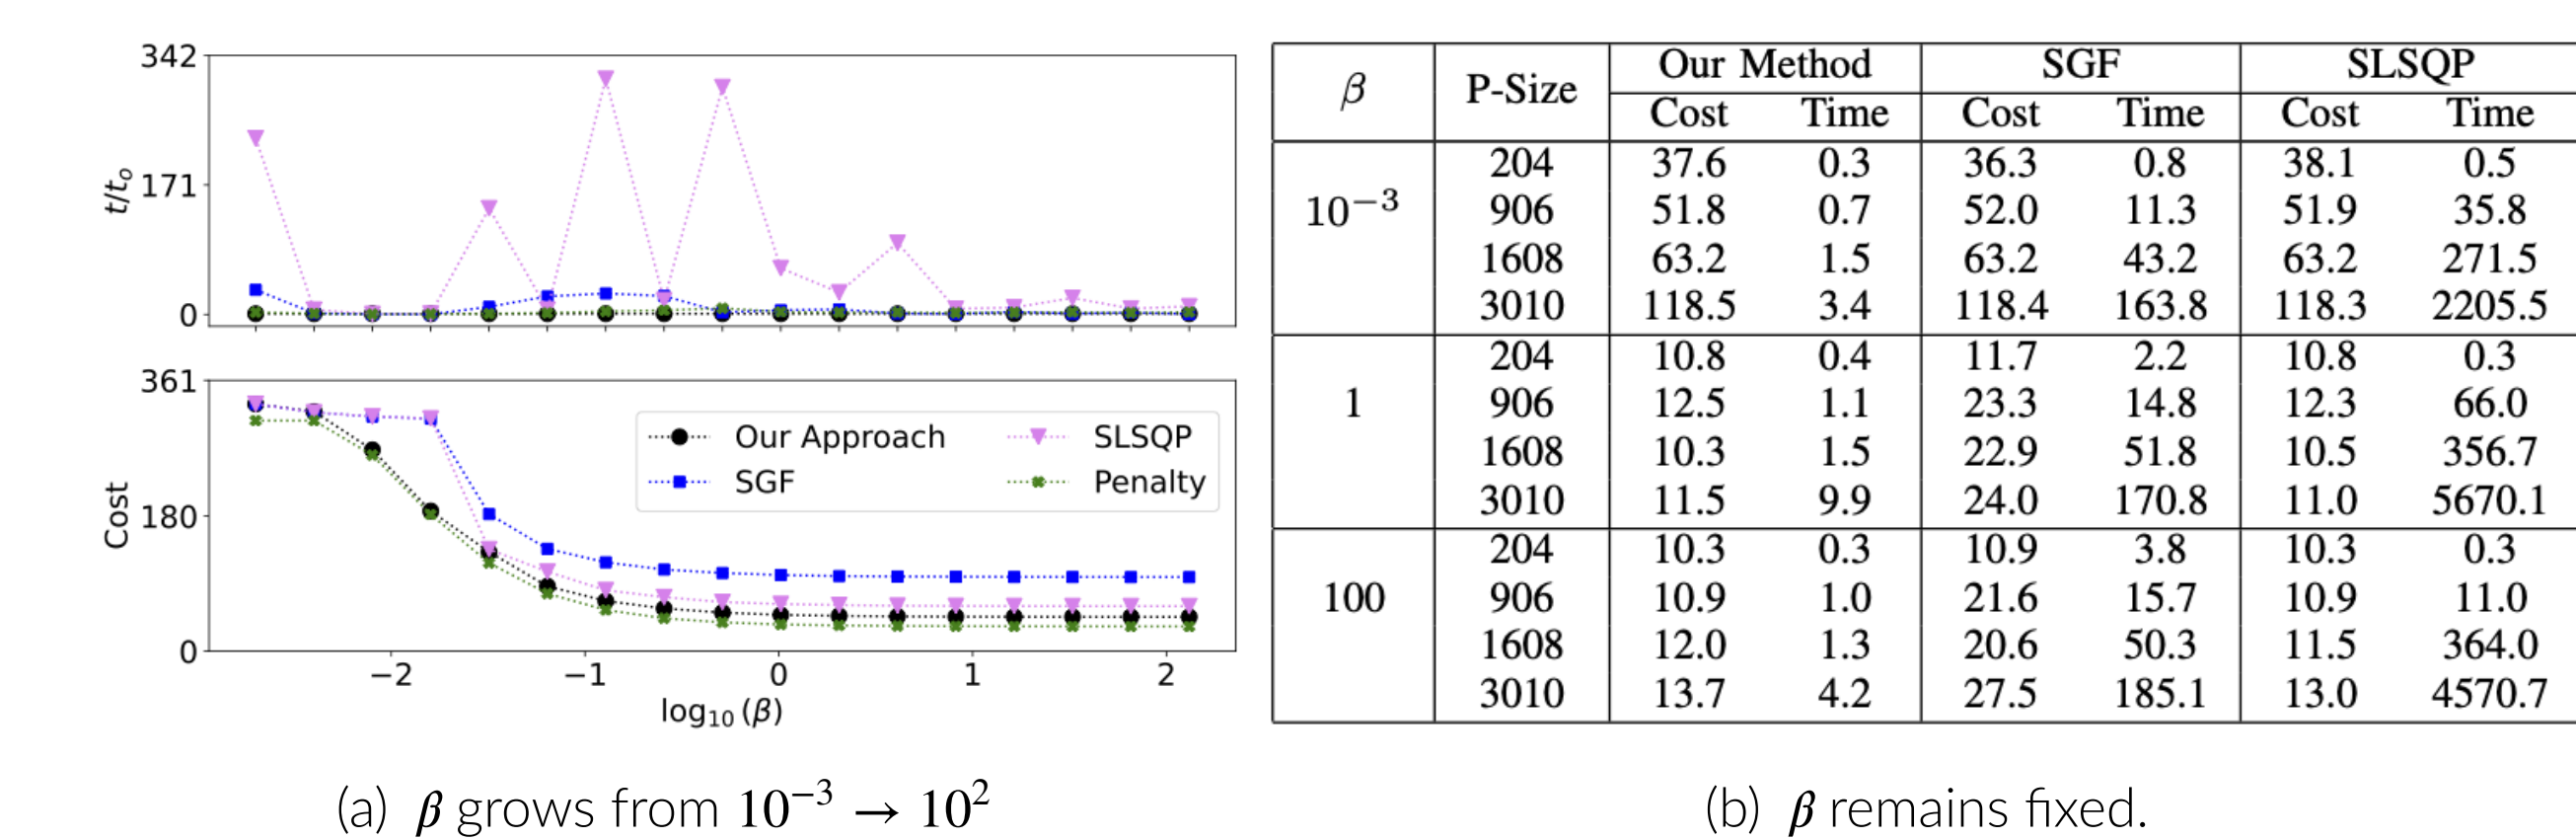 342
171
0
t/t_o
361
180
0
Cost
Our Approach
SGF
SLSQP
Penalty
−2 −1 0 1 2
log₁₀ (β)
(a) β grows from 10⁻³ → 10²
β P-Size Our Method SGF SLSQP
Cost Time Cost Time Cost Time
10⁻³
204 37.6 0.3 36.3 0.8 38.1 0.5
906 51.8 0.7 52.0 11.3 51.9 35.8
1608 63.2 1.5 63.2 43.2 63.2 271.5
3010 118.5 3.4 118.4 163.8 118.3 2205.5
1
204 10.8 0.4 11.7 2.2 10.8 0.3
906 12.5 1.1 23.3 14.8 12.3 66.0
1608 10.3 1.5 22.9 51.8 10.5 356.7
3010 11.5 9.9 24.0 170.8 11.0 5670.1
100
204 10.3 0.3 10.9 3.8 10.3 0.3
906 10.9 1.0 21.6 15.7 10.9 11.0
1608 12.0 1.3 20.6 50.3 11.5 364.0
3010 13.7 4.2 27.5 185.1 13.0 4570.7
(b) β remains fixed.